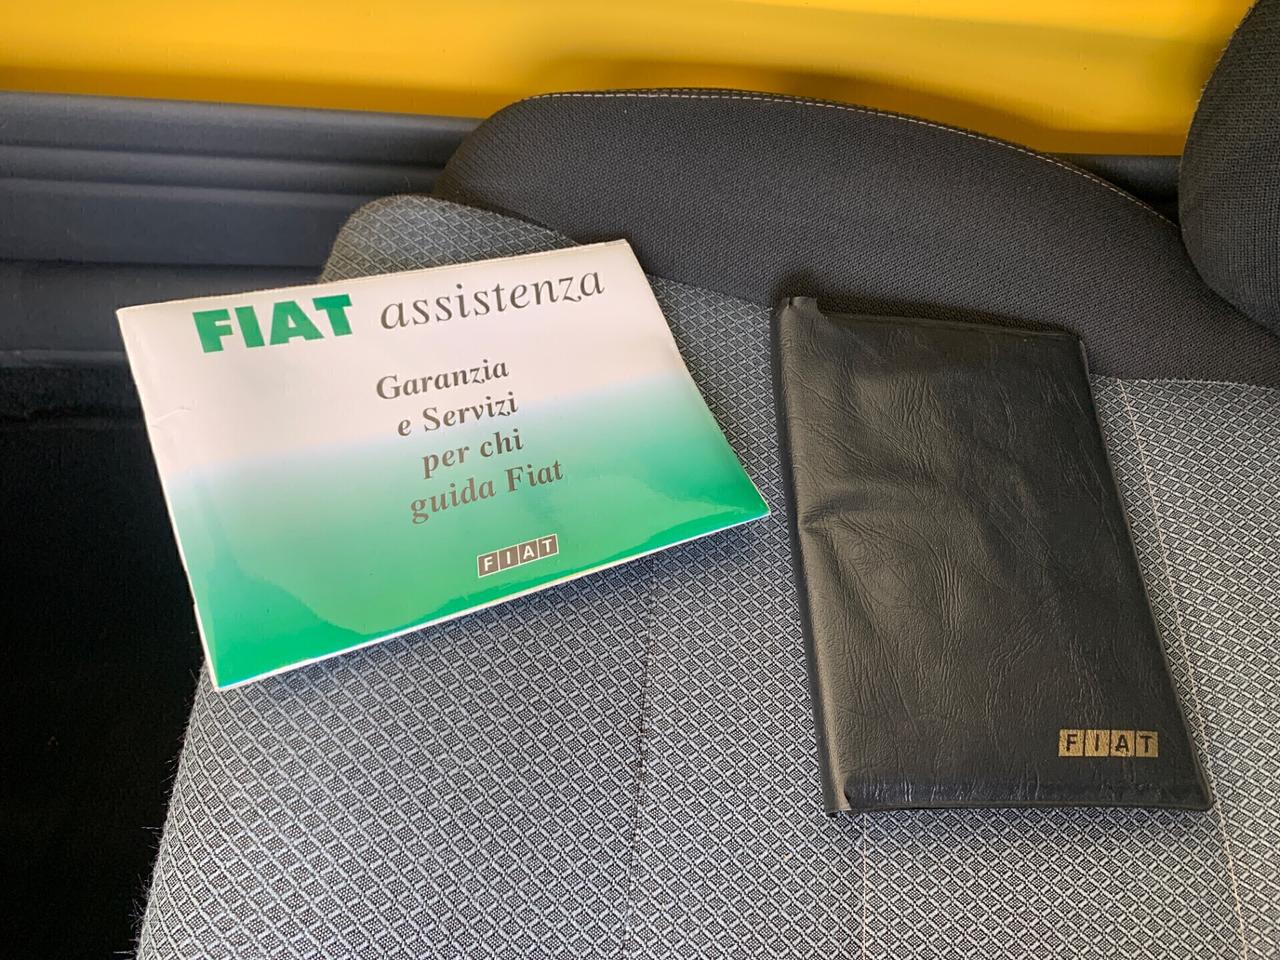 FIAT assistenza
Garanzia
e Servizi
per chi
guida Fiat
FIAT
FIAT